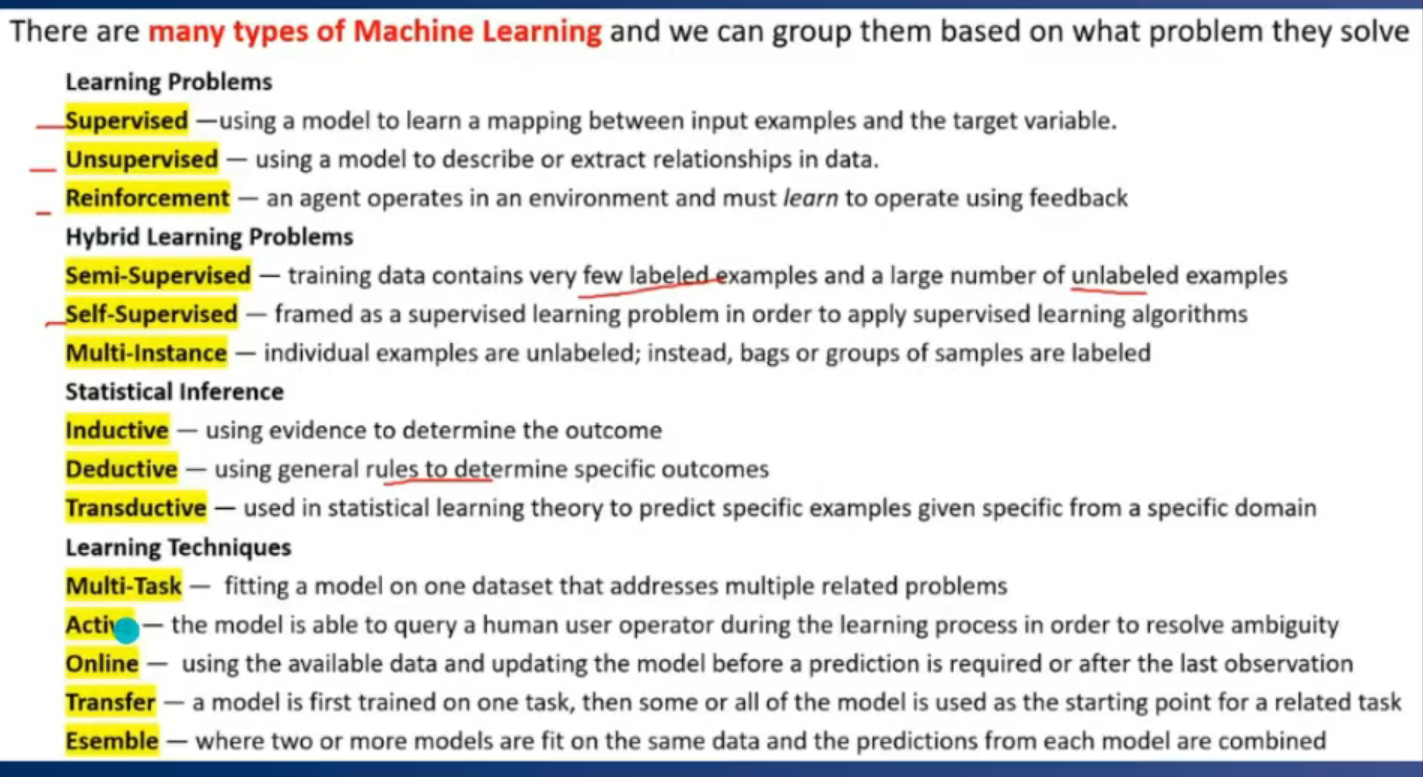 There are many types of Machine Learning and we can group them based on what problem they solve
Learning Problems
Supervised —using a model to learn a mapping between input examples and the target variable.
Unsupervised — using a model to describe or extract relationships in data.
Reinforcement — an agent operates in an environment and must learn to operate using feedback
Hybrid Learning Problems
Semi-Supervised — training data contains very few labeled examples and a large number of unlabeled examples
Self-Supervised — framed as a supervised learning problem in order to apply supervised learning algorithms
Multi-Instance — individual examples are unlabeled; instead, bags or groups of samples are labeled
Statistical Inference
Inductive — using evidence to determine the outcome
Deductive — using general rules to determine specific outcomes
Transductive — used in statistical learning theory to predict specific examples given specific from a specific domain
Learning Techniques
Multi-Task — fitting a model on one dataset that addresses multiple related problems
Active — the model is able to query a human user operator during the learning process in order to resolve ambiguity
Online — using the available data and updating the model before a prediction is required or after the last observation
Transfer — a model is first trained on one task, then some or all of the model is used as the starting point for a related task
Esemble — where two or more models are fit on the same data and the predictions from each model are combined